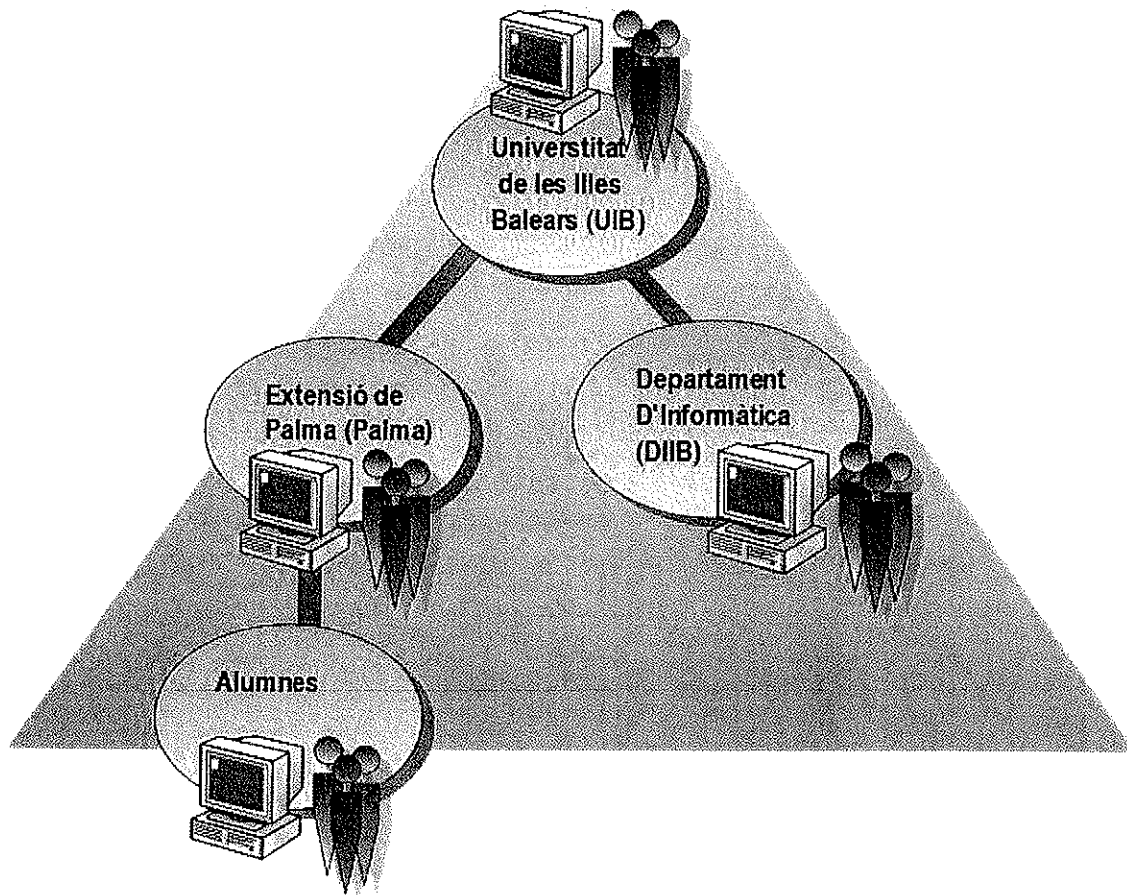 Universtitat
de les Illes
Balears (UIB)
Extensió de
Palma (Palma)
Departament
D'Informàtica
(DIIB)
Alumnes